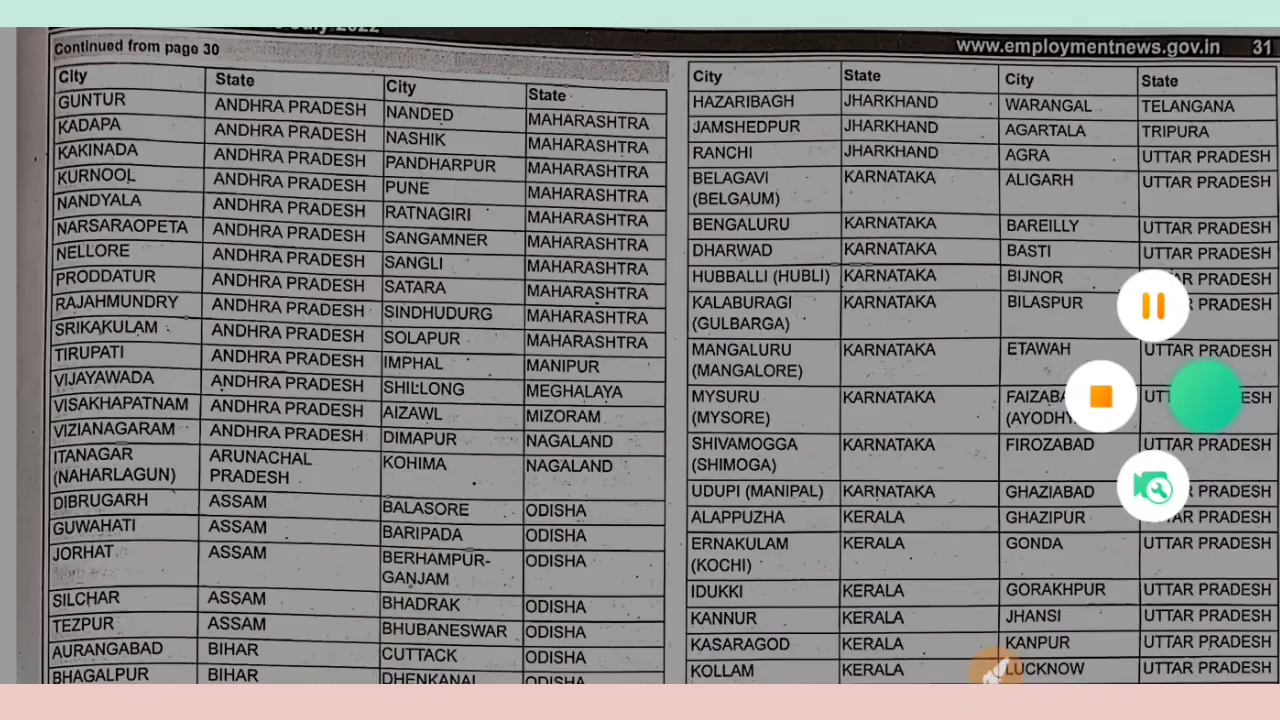 July 2022
Continued from page 30
www.employmentnews.gov.in 31
City State City State
GUNTUR ANDHRA PRADESH NANDED MAHARASHTRA
KADAPA ANDHRA PRADESH NASHIK MAHARASHTRA
KAKINADA ANDHRA PRADESH PANDHARPUR MAHARASHTRA
KURNOOL ANDHRA PRADESH PUNE MAHARASHTRA
NANDYALA ANDHRA PRADESH RATNAGIRI MAHARASHTRA
NARSARAOPETA ANDHRA PRADESH SANGAMNER MAHARASHTRA
NELLORE ANDHRA PRADESH SANGLI MAHARASHTRA
PRODDATUR ANDHRA PRADESH SATARA MAHARASHTRA
RAJAHMUNDRY ANDHRA PRADESH SINDHUDURG MAHARASHTRA
SRIKAKULAM ANDHRA PRADESH SOLAPUR MAHARASHTRA
TIRUPATI ANDHRA PRADESH IMPHAL MANIPUR
VIJAYAWADA ANDHRA PRADESH SHILLONG MEGHALAYA
VISAKHAPATNAM ANDHRA PRADESH AIZAWL MIZORAM
VIZIANAGARAM ANDHRA PRADESH DIMAPUR NAGALAND
ITANAGAR ARUNACHAL KOHIMA NAGALAND
(NAHARLAGUN) PRADESH
DIBRUGARH ASSAM BALASORE ODISHA
GUWAHATI ASSAM BARIPADA ODISHA
JORHAT ASSAM BERHAMPUR- ODISHA
GANJAM
SILCHAR ASSAM BHADRAK ODISHA
TEZPUR ASSAM BHUBANESWAR ODISHA
AURANGABAD BIHAR CUTTACK ODISHA
BHAGALPUR BIHAR DHENKANAL ODISHA
City State City State
HAZARIBAGH JHARKHAND WARANGAL TELANGANA
JAMSHEDPUR JHARKHAND AGARTALA TRIPURA
RANCHI JHARKHAND AGRA UTTAR PRADESH
BELAGAVI KARNATAKA ALIGARH UTTAR PRADESH
(BELGAUM)
BENGALURU KARNATAKA BAREILLY UTTAR PRADESH
DHARWAD KARNATAKA BASTI UTTAR PRADESH
HUBBALLI (HUBLI) KARNATAKA BIJNOR PRADESH
KALABURAGI KARNATAKA BILASPUR PRADESH
(GULBARGA)
MANGALURU KARNATAKA ETAWAH UTTAR PRADESH
(MANGALORE)
MYSURU KARNATAKA
(MYSORE)
SHIVAMOGGA KARNATAKA FIROZABAD UTTAR PRADESH
(SHIMOGA)
UDUPI (MANIPAL) KARNATAKA GHAZIABAD PRADESH
ALAPPUZHA KERALA GHAZIPUR PRADESH
ERNAKULAM KERALA GONDA UTTAR PRADESH
(KOCHI)
IDUKKI KERALA GORAKHPUR UTTAR PRADESH
KANNUR KERALA JHANSI UTTAR PRADESH
KASARAGOD KERALA KANPUR UTTAR PRADESH
KOLLAM KERALA LUCKNOW UTTAR PRADESH